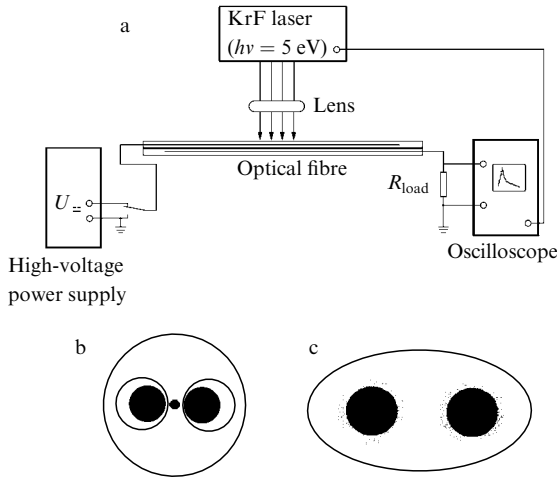 a
KrF laser
(hν = 5 eV)
Lens
Optical fibre
U=
R_load
Oscilloscope
High-voltage
power supply
b
c